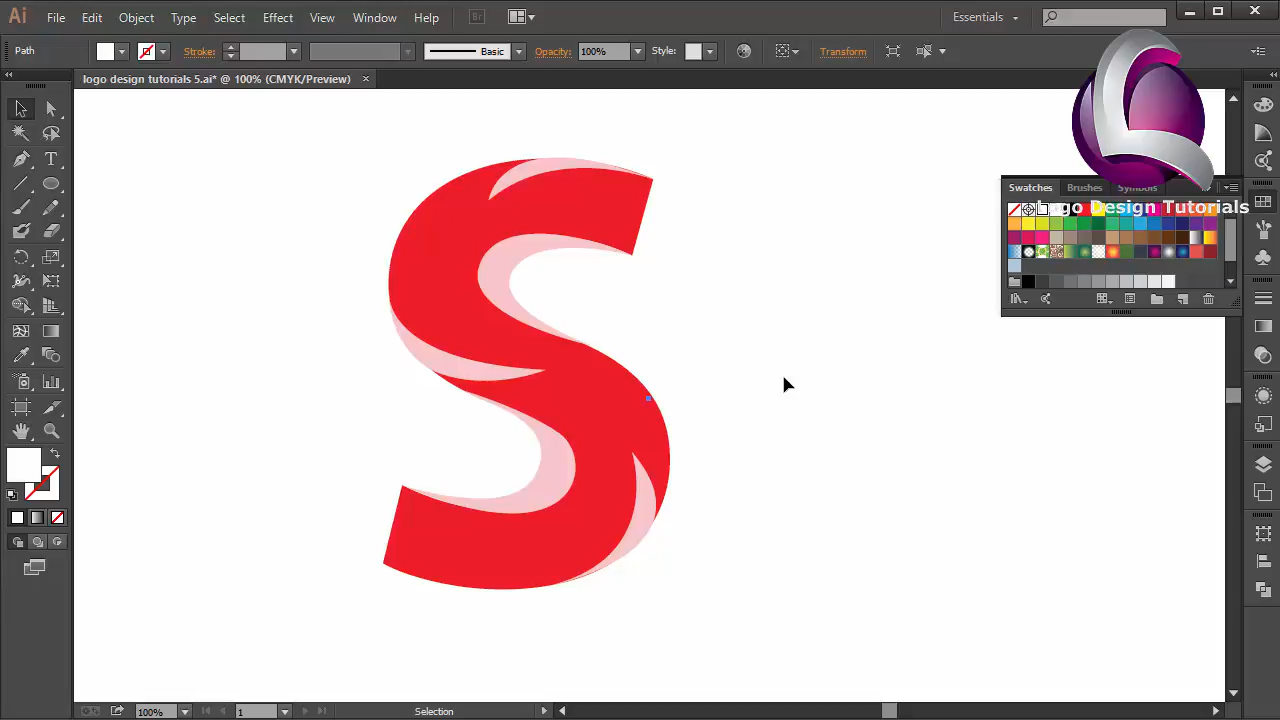 Ai File Edit Object Type Select Effect View Window Help Br Essentials
Path Stroke: Basic Opacity: 100% Style: Transform
logo design tutorials 5.ai* @ 100% (CMYK/Preview) ×
Swatches Brushes Symbols
Logo Design Tutorials
S
100% 1 Selection